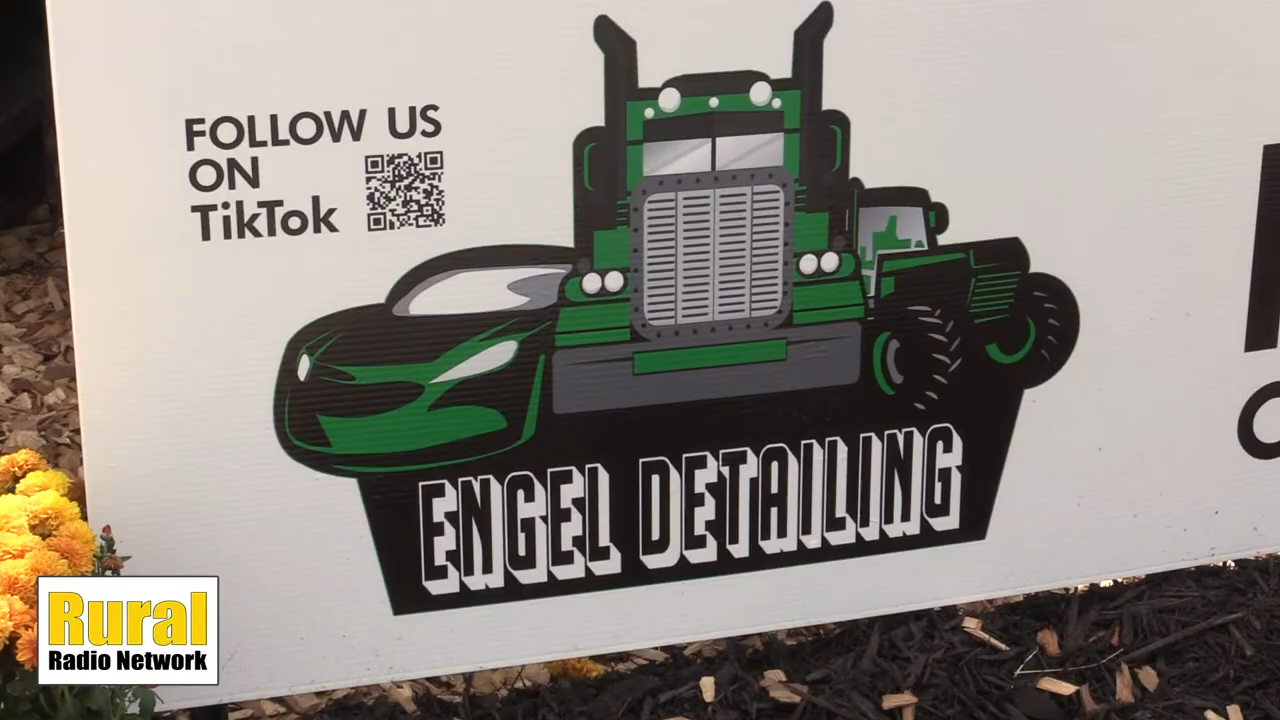 FOLLOW US
ON
TikTok
ENGEL DETAILING
Rural
Radio Network